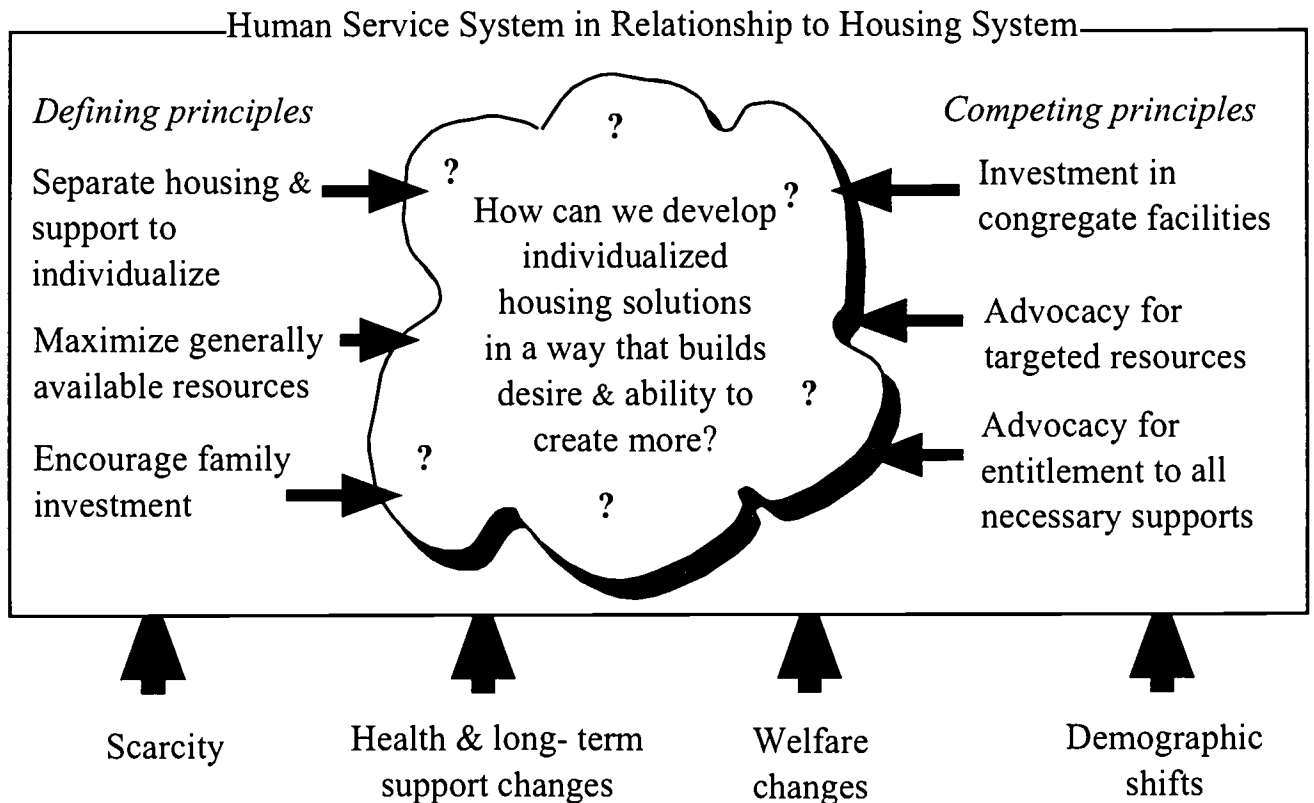 Human Service System in Relationship to Housing System
Defining principles
Separate housing &
support to
individualize
Maximize generally
available resources
Encourage family
investment
?
?
?
How can we develop
individualized
housing solutions
in a way that builds
desire & ability to
create more?
?
?
?
Competing principles
Investment in
congregate facilities
Advocacy for
targeted resources
Advocacy for
entitlement to all
necessary supports
Scarcity
Health & long- term
support changes
Welfare
changes
Demographic
shifts